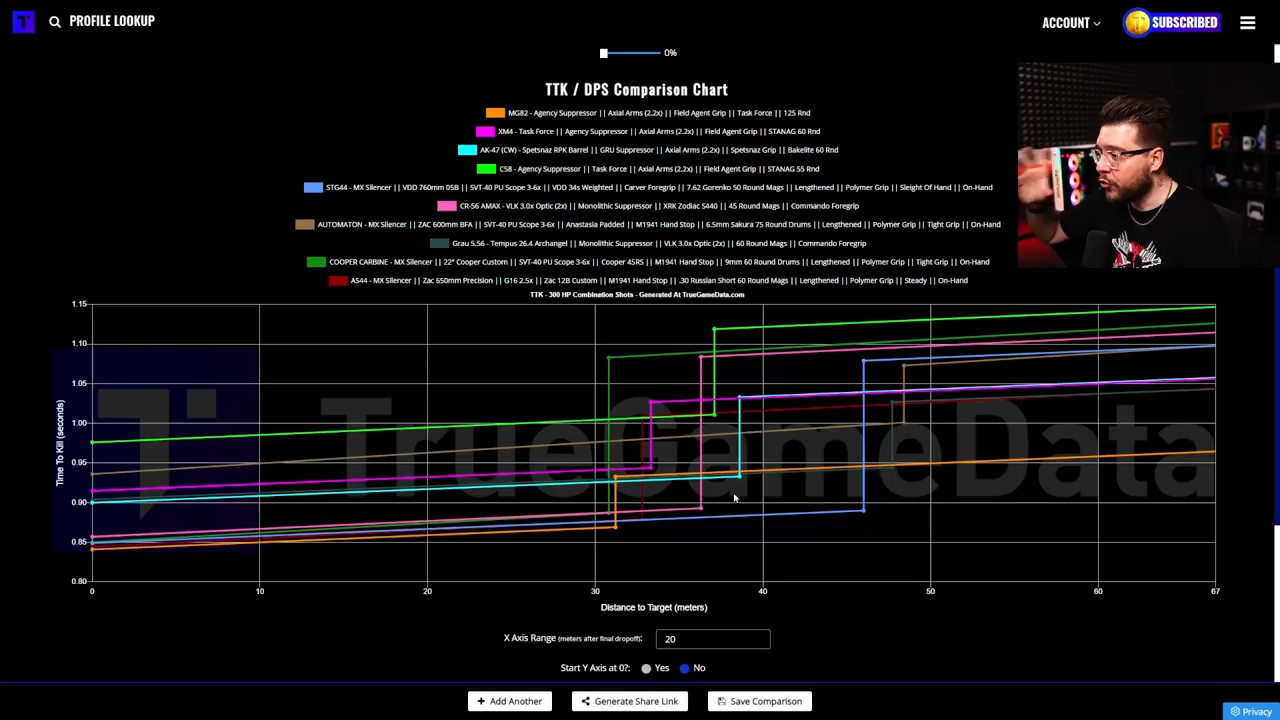 T
PROFILE LOOKUP
ACCOUNT
T
SUBSCRIBED
0%
TTK / DPS Comparison Chart
MG82 - Agency Suppressor || Axial Arms (2.2x) || Field Agent Grip || Task Force || 125 Rnd
XM4 - Task Force || Agency Suppressor || Axial Arms (2.2x) || Field Agent Grip || STANAG 60 Rnd
AK-47 (CW) - Spetsnaz RPK Barrel || GRU Suppressor || Axial Arms (2.2x) || Spetsnaz Grip || Bakelite 60 Rnd
C58 - Agency Suppressor || Task Force || Axial Arms (2.2x) || Field Agent Grip || STANAG 55 Rnd
STG44 - MX Silencer || VDD 760mm 05B || SVT-40 PU Scope 3-6x || VDD 34s Weighted || Carver Foregrip || 7.62 Gorenko 50 Round Mags || Lengthened || Polymer Grip || Sleight Of Hand || On-Hand
CR-56 AMAX - VLK 3.0x Optic (2x) || Monolithic Suppressor || XRK Zodiac S440 || 45 Round Mags || Commando Foregrip
AUTOMATON - MX Silencer || ZAC 600mm BFA || SVT-40 PU Scope 3-6x || Anastasia Padded || M1941 Hand Stop || 6.5mm Sakura 75 Round Drums || Lengthened || Polymer Grip || Tight Grip || On-Hand
Grau 5.56 - Tempus 26.4 Archangel || Monolithic Suppressor || VLK 3.0x Optic (2x) || 60 Round Mags || Commando Foregrip
COOPER CARBINE - MX Silencer || 22" Cooper Custom || SVT-40 PU Scope 3-6x || Cooper 45RS || M1941 Hand Stop || 9mm 60 Round Drums || Lengthened || Polymer Grip || Tight Grip || On-Hand
AS44 - MX Silencer || Zac 650mm Precision || G16 2.5x || Zac 12B Custom || M1941 Hand Stop || .30 Russian Short 60 Round Mags || Lengthened || Polymer Grip || Steady || On-Hand
TTK - 300 HP Combination Shots - Generated At TrueGameData.com
1.15
1.10
1.05
1.00
0.95
0.90
0.85
0.80
Time To Kill (seconds)
TrueGameData
0 10 20 30 40 50 60 67
Distance to Target (meters)
X Axis Range (meters after final dropoff): 20
Start Y Axis at 0?: Yes No
+ Add Another
Generate Share Link
Save Comparison
Privacy